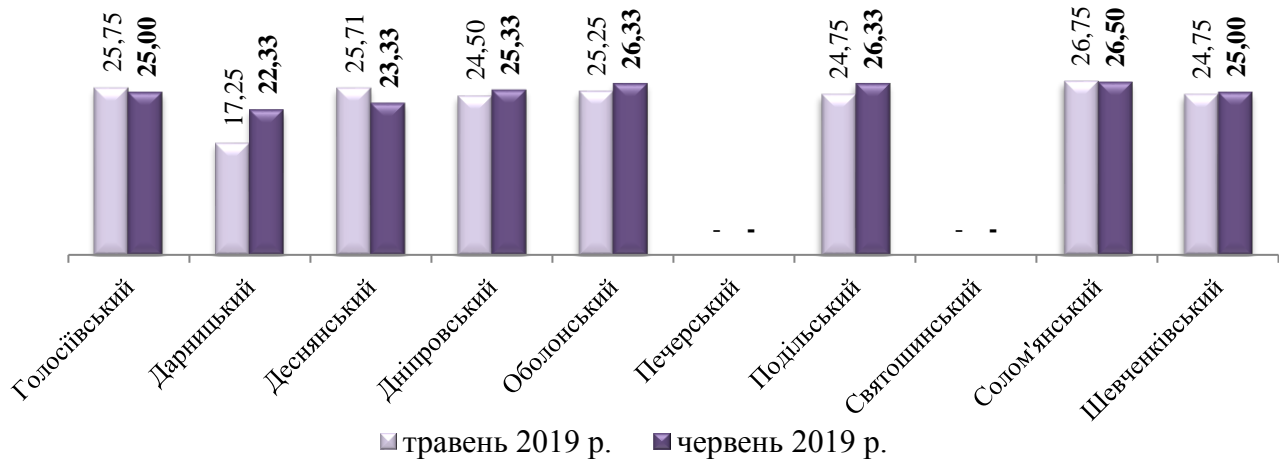 25,75 25,00 17,25 22,33 25,71 23,33 24,50 25,33 25,25 26,33 - - 24,75 26,33 - - 26,75 26,50 24,75 25,00
Голосіївський Дарницький Деснянський Дніпровський Оболонський Печерський Подільський Святошинський Солом'янський Шевченківський
травень 2019 р. червень 2019 р.